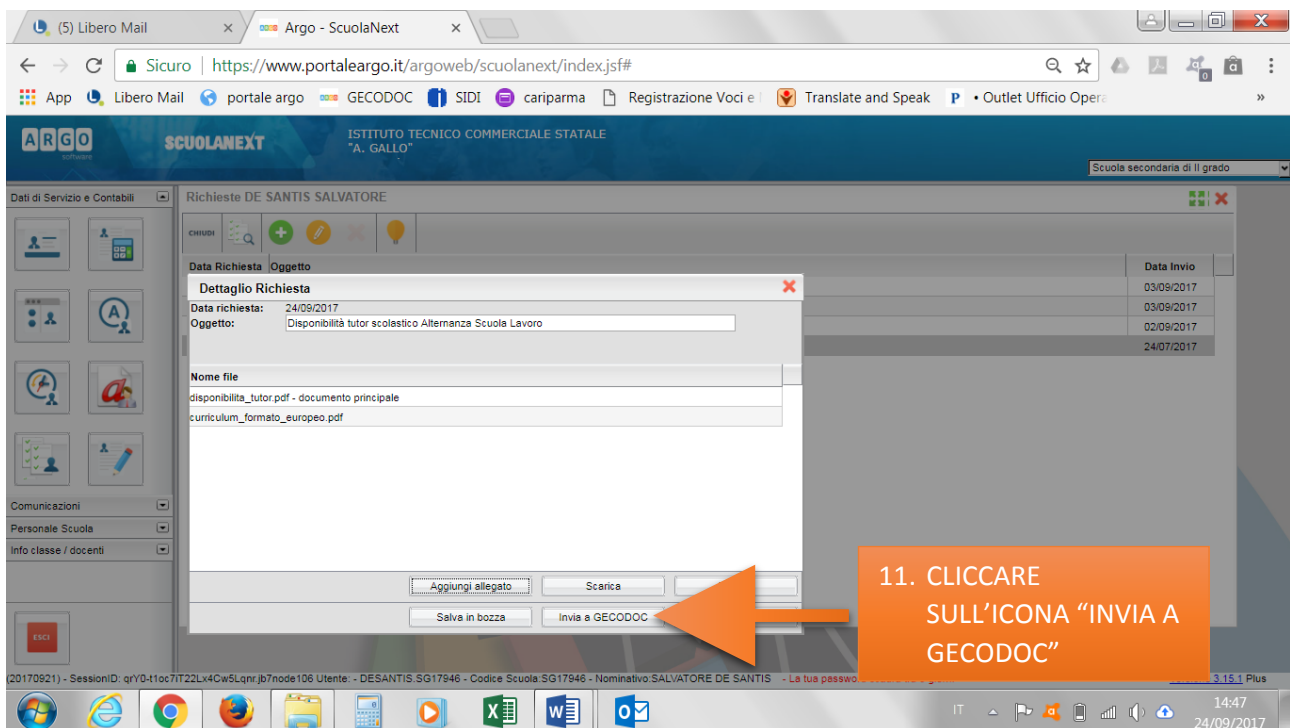 (5) Libero Mail
Argo - ScuolaNext
Sicuro | https://www.portaleargo.it/argoweb/scuolanext/index.jsf#
App Libero Mail portale argo GECODOC SIDI cariparma Registrazione Voci e Translate and Speak P • Outlet Ufficio Opera »
ARGO software SCUOLANEXT
ISTITUTO TECNICO COMMERCIALE STATALE
"A. GALLO"
Scuola secondaria di II grado
Dati di Servizio e Contabili
Richieste DE SANTIS SALVATORE
CHIUDI
Data Richiesta Oggetto Data Invio
03/09/2017
03/09/2017
02/09/2017
24/07/2017
Dettaglio Richiesta
Data richiesta: 24/09/2017
Oggetto: Disponibilità tutor scolastico Alternanza Scuola Lavoro
Nome file
disponibilita_tutor.pdf - documento principale
curriculum_formato_europeo.pdf
Comunicazioni
Personale Scuola
Info classe / docenti
Aggiungi allegato Scarica
Salva in bozza Invia a GECODOC
11. CLICCARE
SULL’ICONA “INVIA A
GECODOC”
ESCI
Utente: - DESANTIS.SG17946 - Codice Scuola:SG17946 - Nominativo:SALVATORE DE SANTIS - La tua passwo
3.15.1 Plus
IT
14:47
24/09/2017